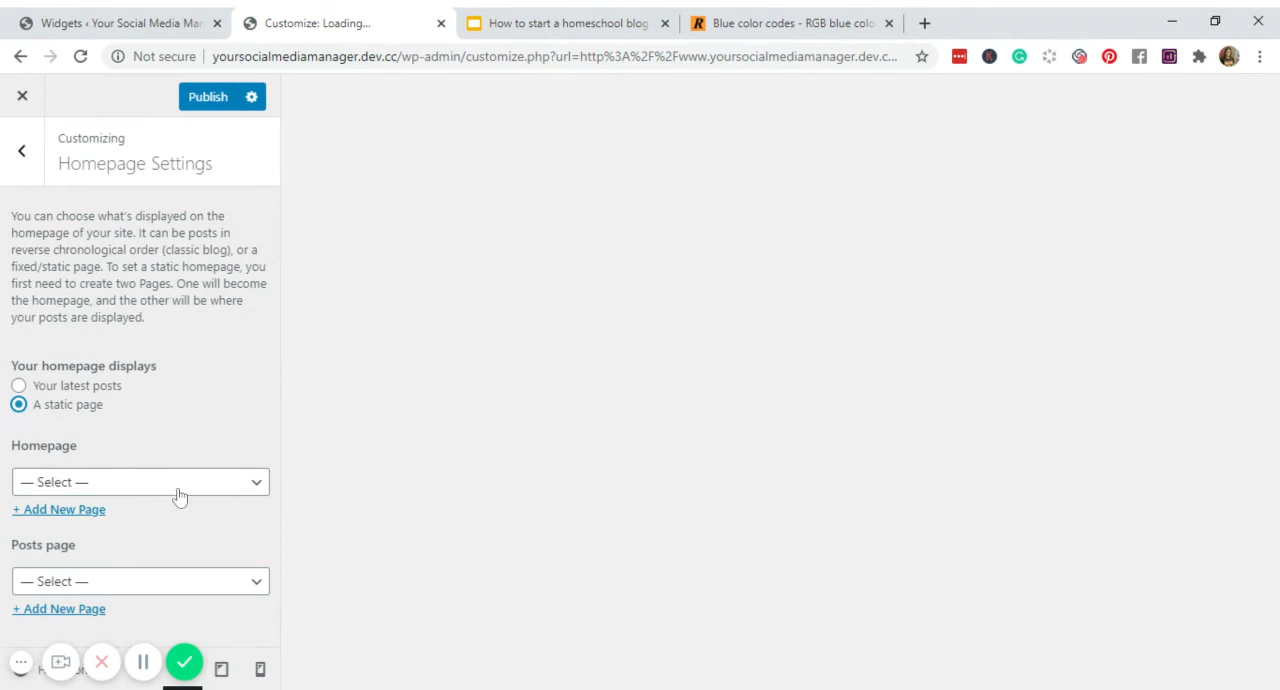 Widgets ‹ Your Social Media Mar
Customize: Loading...
How to start a homeschool blog
Blue color codes - RGB blue colo
Not secure
yoursocialmediamanager.dev.cc/wp-admin/customize.php?url=http%3A%2F%2Fwww.yoursocialmediamanager.dev.c...
Publish
Customizing
Homepage Settings
You can choose what's displayed on the
homepage of your site. It can be posts in
reverse chronological order (classic blog), or a
fixed/static page. To set a static homepage, you
first need to create two Pages. One will become
the homepage, and the other will be where
your posts are displayed.
Your homepage displays
Your latest posts
A static page
Homepage
— Select —
+ Add New Page
Posts page
— Select —
+ Add New Page